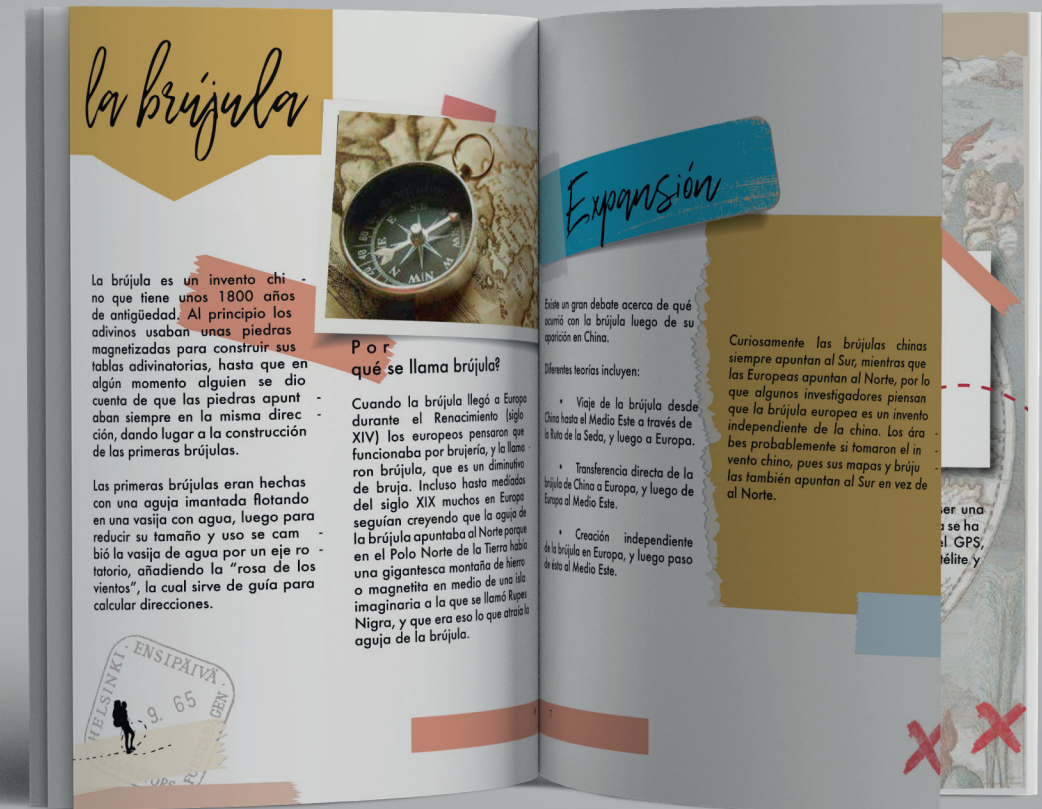 la brújula
La brújula es un invento chi -
no que tiene unos 1800 años
de antigüedad. Al principio los
adivinos usaban unas piedras
magnetizadas para construir sus
tablas adivinatorias, hasta que en
algún momento alguien se dio
cuenta de que las piedras apunt -
aban siempre en la misma direc -
ción, dando lugar a la construcción
de las primeras brújulas.
Las primeras brújulas eran hechas
con una aguja imantada flotando
en una vasija con agua, luego para
reducir su tamaño y uso se cam -
bió la vasija de agua por un eje ro -
tatorio, añadiendo la “rosa de los
vientos”, la cual sirve de guía para
calcular direcciones.
HELSINKI · ENSIPÄIVÄ ·
9. 65
Por
qué se llama brújula?
Cuando la brújula llegó a Europa
durante el Renacimiento (siglo
XIV) los europeos pensaron que
funcionaba por brujería, y la llama -
ron brújula, que es un diminutivo
de bruja. Incluso hasta mediados
del siglo XIX muchos en Europa
seguían creyendo que la aguja de
la brújula apuntaba al Norte porque
en el Polo Norte de la Tierra había
una gigantesca montaña de hierro
o magnetita en medio de una isla
imaginaria a la que se llamó Rupes
Nigra, y que era eso lo que atraía la
aguja de la brújula.
E
SE
W
NW
N
NE
Expansión
Existe un gran debate acerca de qué
ocurrió con la brújula luego de su
aparición en China.
Diferentes teorías incluyen:
• Viaje de la brújula desde
China hasta el Medio Este a través de
la Ruta de la Seda, y luego a Europa.
• Transferencia directa de la
brújula de China a Europa, y luego de
Europa al Medio Este.
• Creación independiente
de la brújula en Europa, y luego paso
de ésta al Medio Este.
7
Curiosamente las brújulas chinas
siempre apuntan al Sur, mientras que
las Europeas apuntan al Norte, por lo
que algunos investigadores piensan
que la brújula europea es un invento
independiente de la china. Los ára -
bes probablemente si tomaron el in -
vento chino, pues sus mapas y brúju -
las también apuntan al Sur en vez de
al Norte.
ser una
se ha
GPS,
télite y